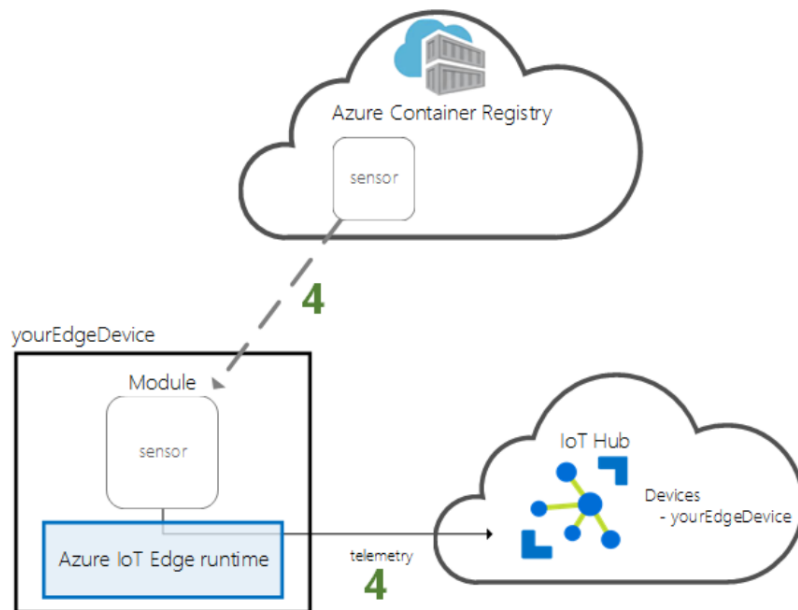 Azure Container Registry
sensor
4
yourEdgeDevice
Module
sensor
Azure IoT Edge runtime
telemetry
4
IoT Hub
Devices
- yourEdgeDevice